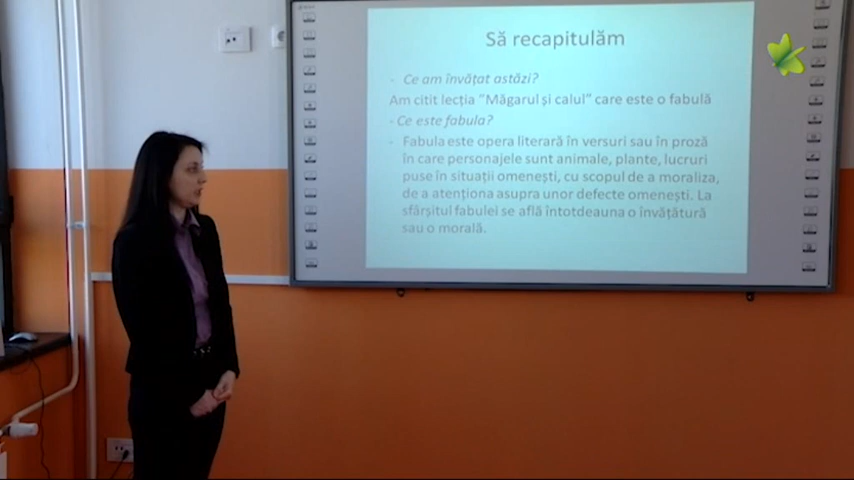 Să recapitulăm
- Ce am învățat astăzi?
Am citit lecția "Măgarul și calul" care este o fabulă
- Ce este fabula?
- Fabula este opera literară în versuri sau în proză
în care personajele sunt animale, plante, lucruri
puse în situații omenești, cu scopul de a moraliza,
de a atenționa asupra unor defecte omenești. La
sfârșitul fabulei se află întotdeauna o învățătură
sau o morală.